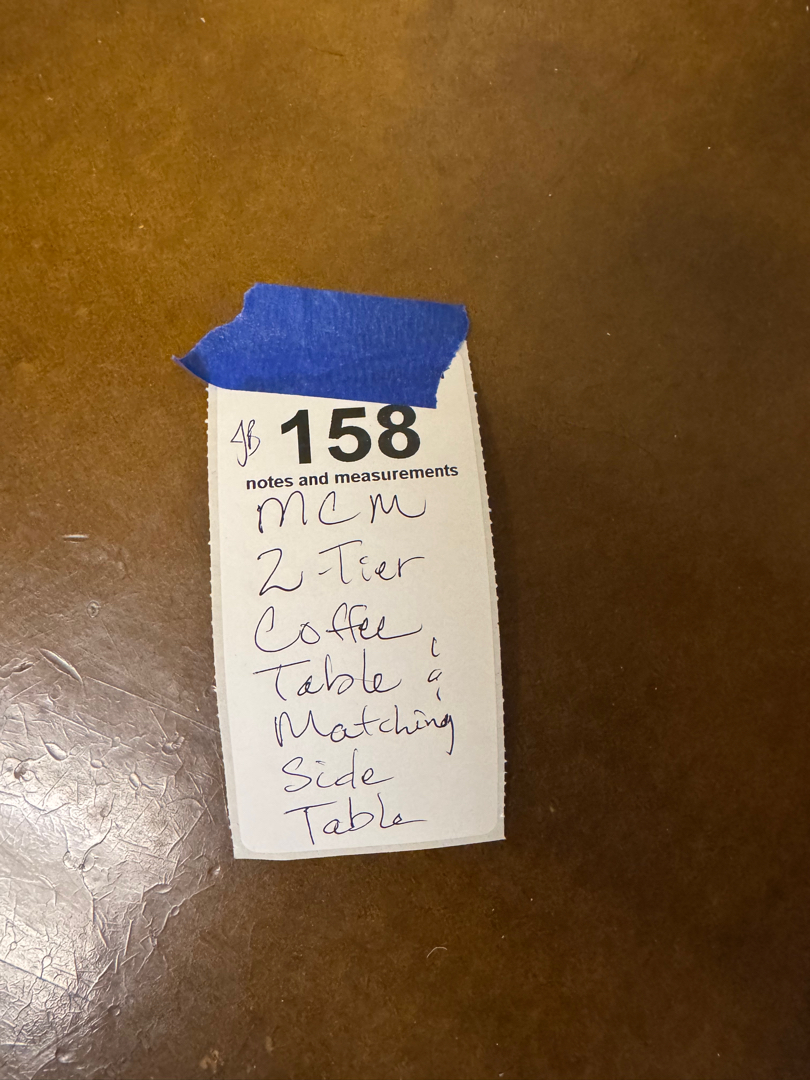 JB 158
notes and measurements
MCM
2-Tier
Coffee
Table &
Matching
Side
Table